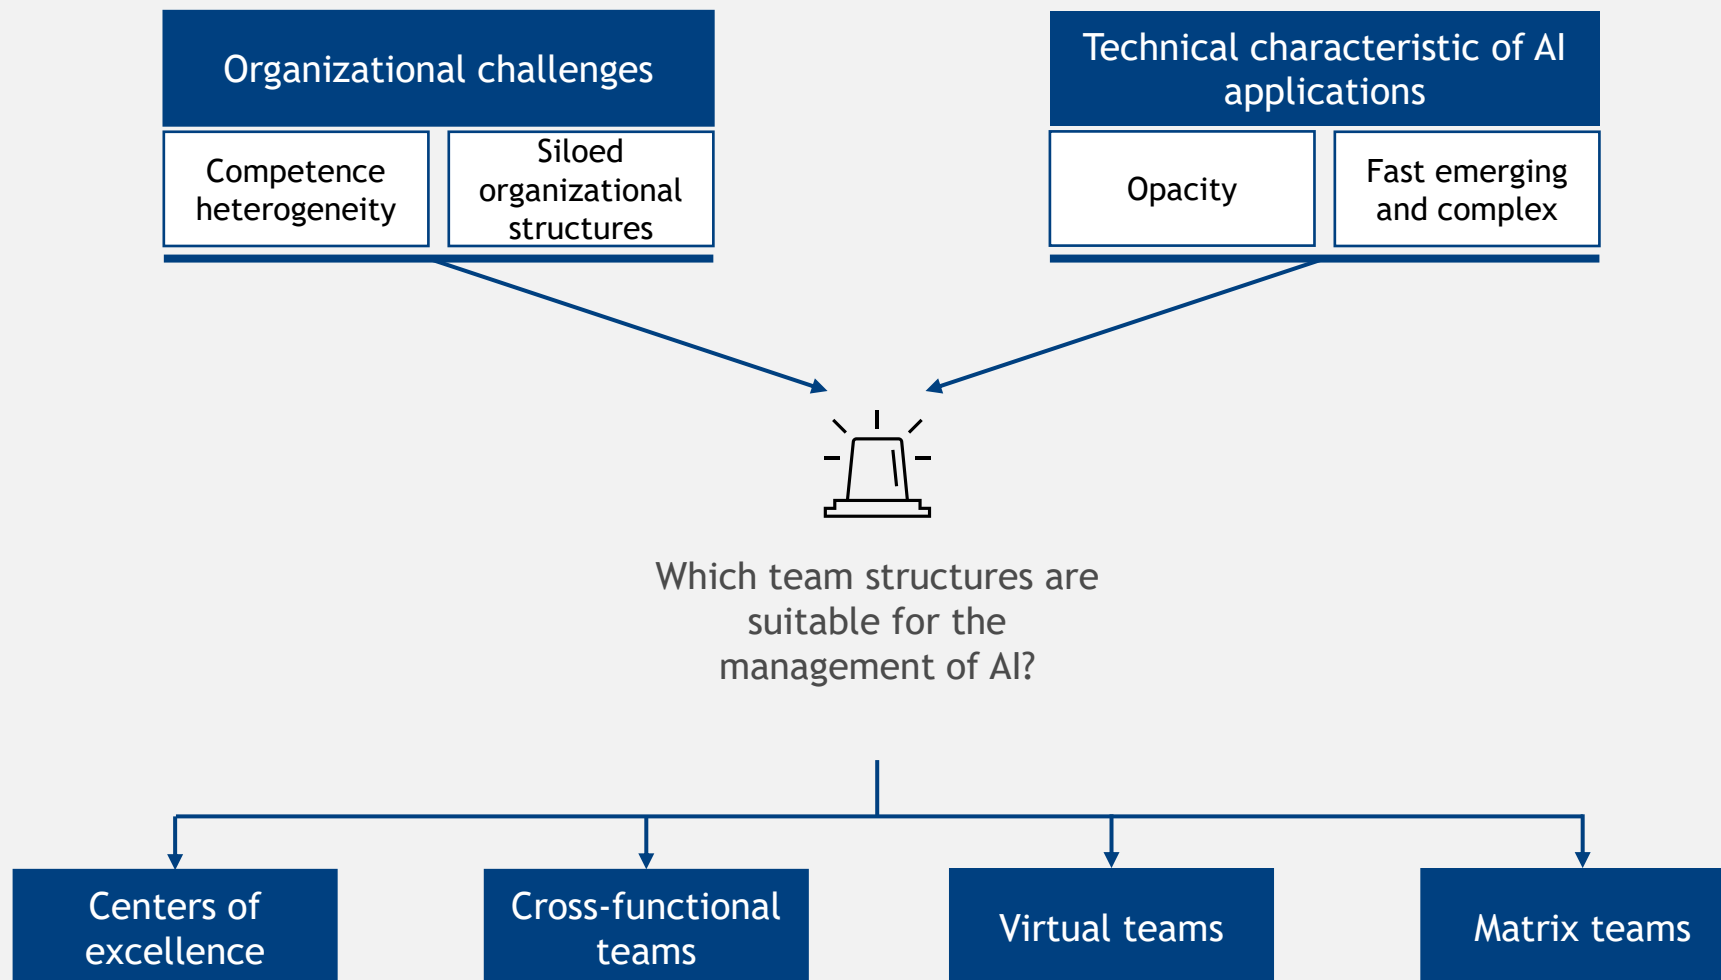 Organizational challenges
Technical characteristic of AI
applications
Competence
heterogeneity
Siloed
organizational
structures
Opacity
Fast emerging
and complex
Which team structures are
suitable for the
management of AI?
Centers of
excellence
Cross-functional
teams
Virtual teams
Matrix teams